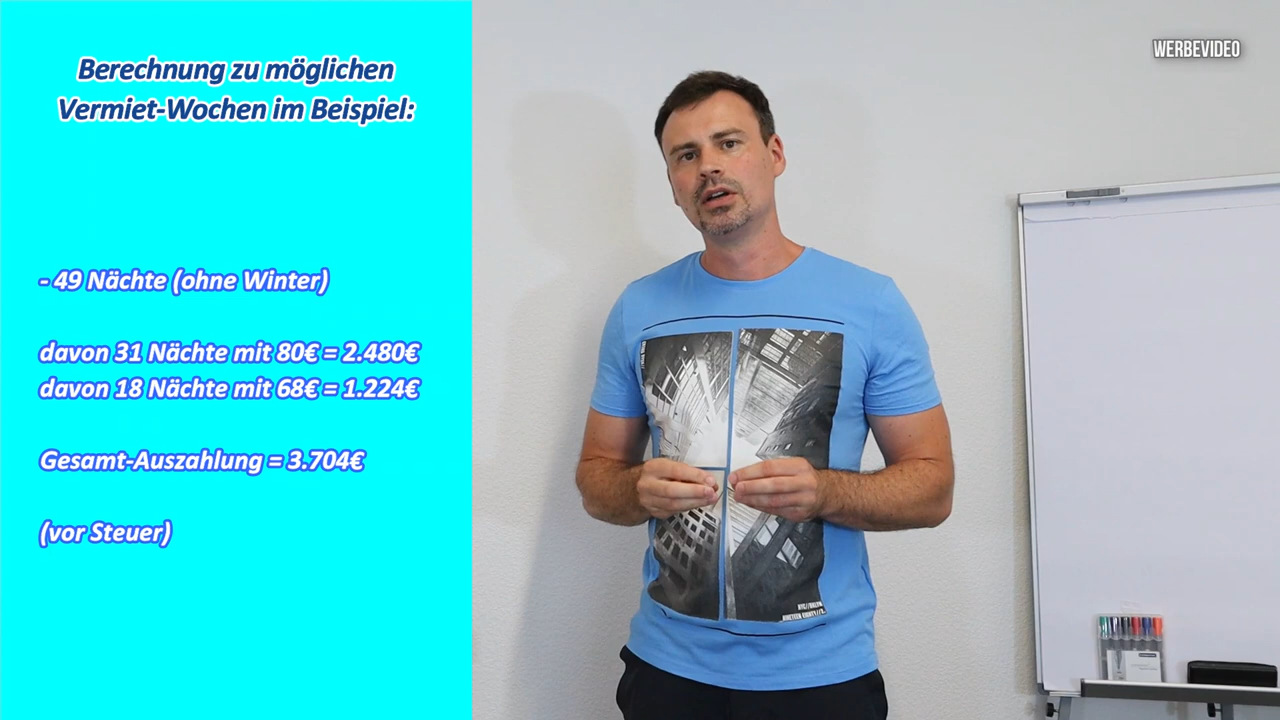 Berechnung zu möglichen
Vermiet-Wochen im Beispiel:
- 49 Nächte (ohne Winter)
davon 31 Nächte mit 80€ = 2.480€
davon 18 Nächte mit 68€ = 1.224€
Gesamt-Auszahlung = 3.704€
(vor Steuer)
WERBEVIDEO